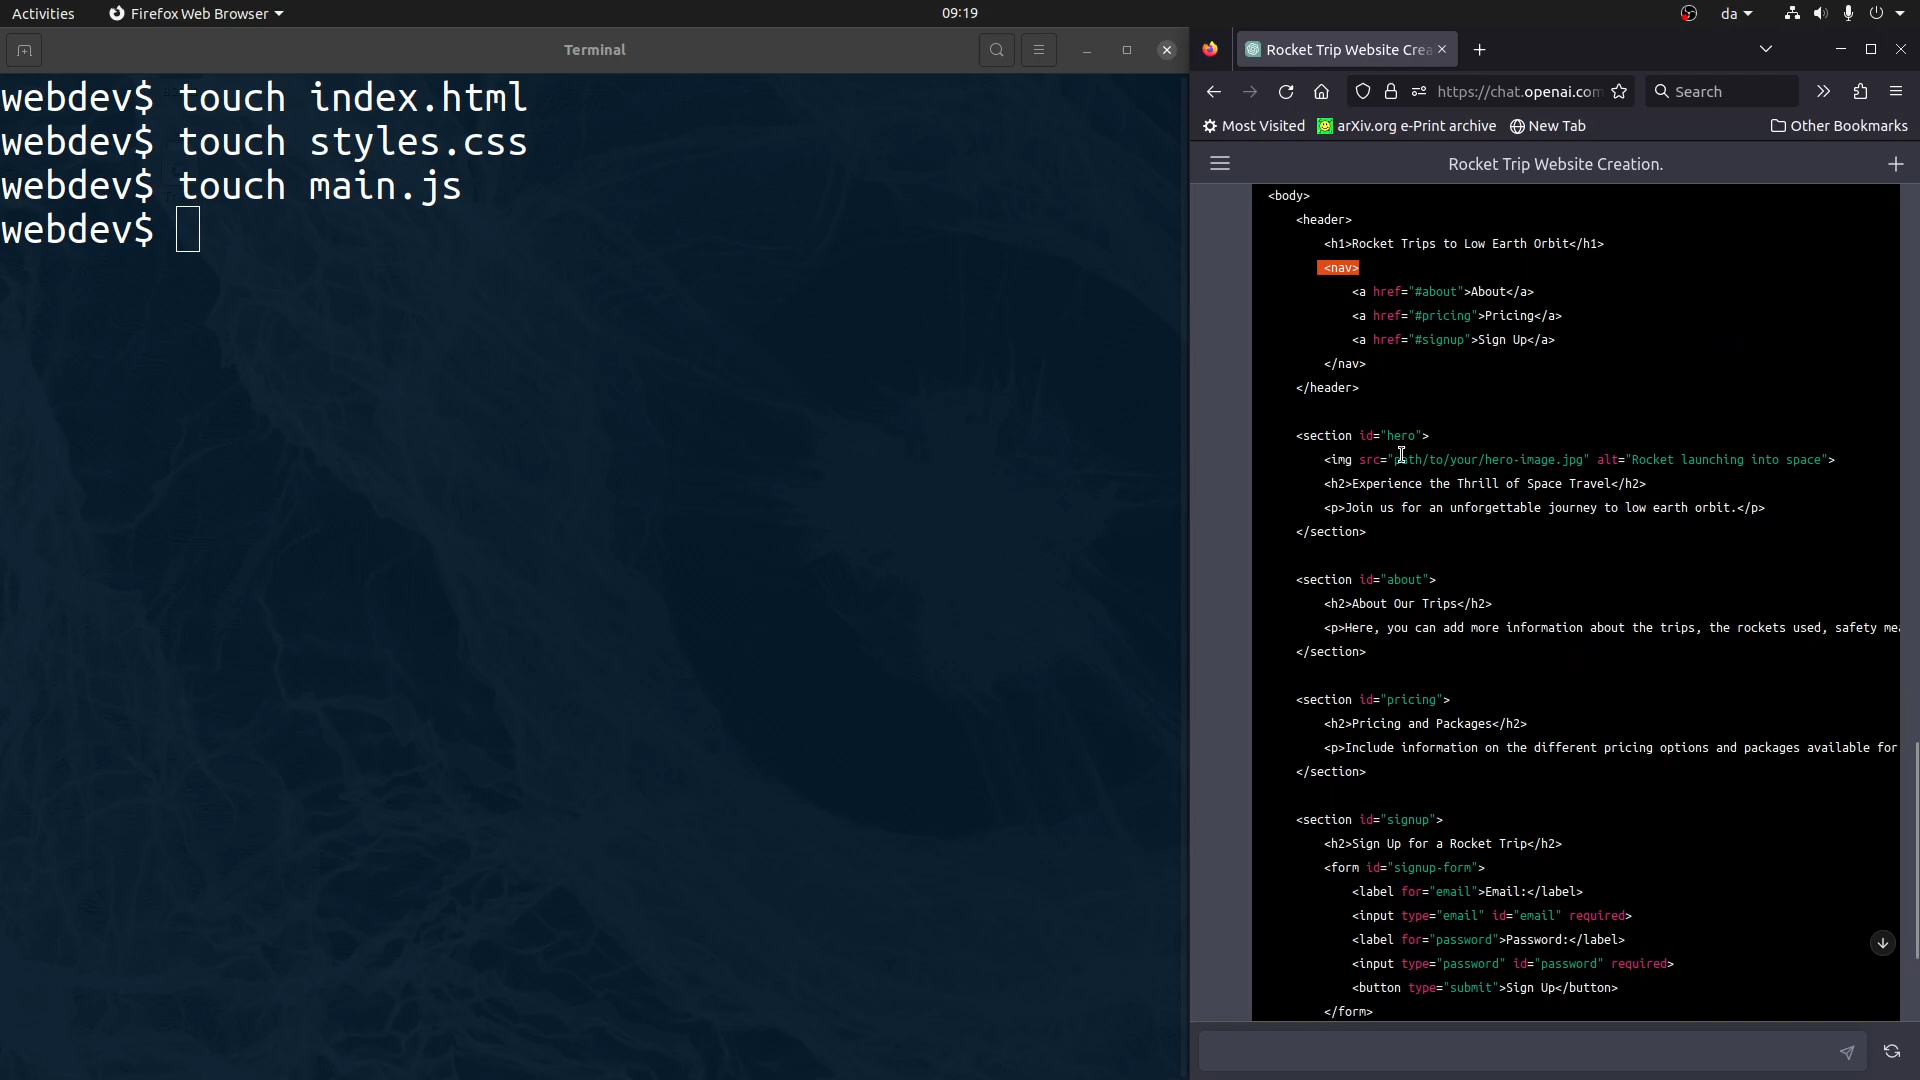 Activities
Firefox Web Browser
09:19
da
Terminal
webdev$ touch index.html
webdev$ touch styles.css
webdev$ touch main.js
webdev$
Rocket Trip Website Crea
https://chat.openai.com
Search
Most Visited
arXiv.org e-Print archive
New Tab
Other Bookmarks
Rocket Trip Website Creation.
<body>
<header>
<h1>Rocket Trips to Low Earth Orbit</h1>
<nav>
<a href="#about">About</a>
<a href="#pricing">Pricing</a>
<a href="#signup">Sign Up</a>
</nav>
</header>
<section id="hero">
<img src="path/to/your/hero-image.jpg" alt="Rocket launching into space">
<h2>Experience the Thrill of Space Travel</h2>
<p>Join us for an unforgettable journey to low earth orbit.</p>
</section>
<section id="about">
<h2>About Our Trips</h2>
<p>Here, you can add more information about the trips, the rockets used, safety mea
</section>
<section id="pricing">
<h2>Pricing and Packages</h2>
<p>Include information on the different pricing options and packages available for
</section>
<section id="signup">
<h2>Sign Up for a Rocket Trip</h2>
<form id="signup-form">
<label for="email">Email:</label>
<input type="email" id="email" required>
<label for="password">Password:</label>
<input type="password" id="password" required>
<button type="submit">Sign Up</button>
</form>